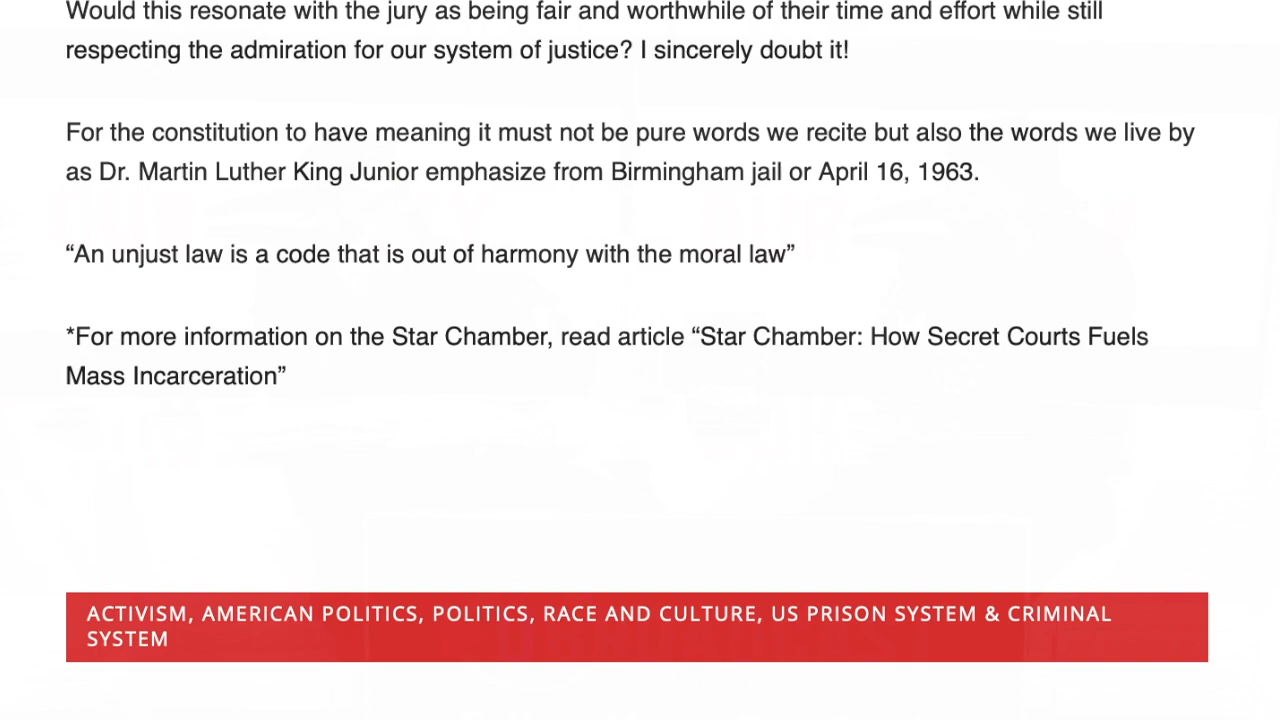 Would this resonate with the jury as being fair and worthwhile of their time and effort while still
respecting the admiration for our system of justice? I sincerely doubt it!
For the constitution to have meaning it must not be pure words we recite but also the words we live by
as Dr. Martin Luther King Junior emphasize from Birmingham jail or April 16, 1963.
“An unjust law is a code that is out of harmony with the moral law”
*For more information on the Star Chamber, read article “Star Chamber: How Secret Courts Fuels
Mass Incarceration”
ACTIVISM, AMERICAN POLITICS, POLITICS, RACE AND CULTURE, US PRISON SYSTEM & CRIMINAL
SYSTEM